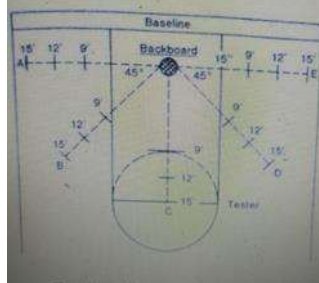 Baseline
Backboard
15' 12' 9' 15' 9' 12' 15'
A 45° 45° E
9' 9'
12' 12'
15' 15'
B 9' D
12'
15' Tester
C